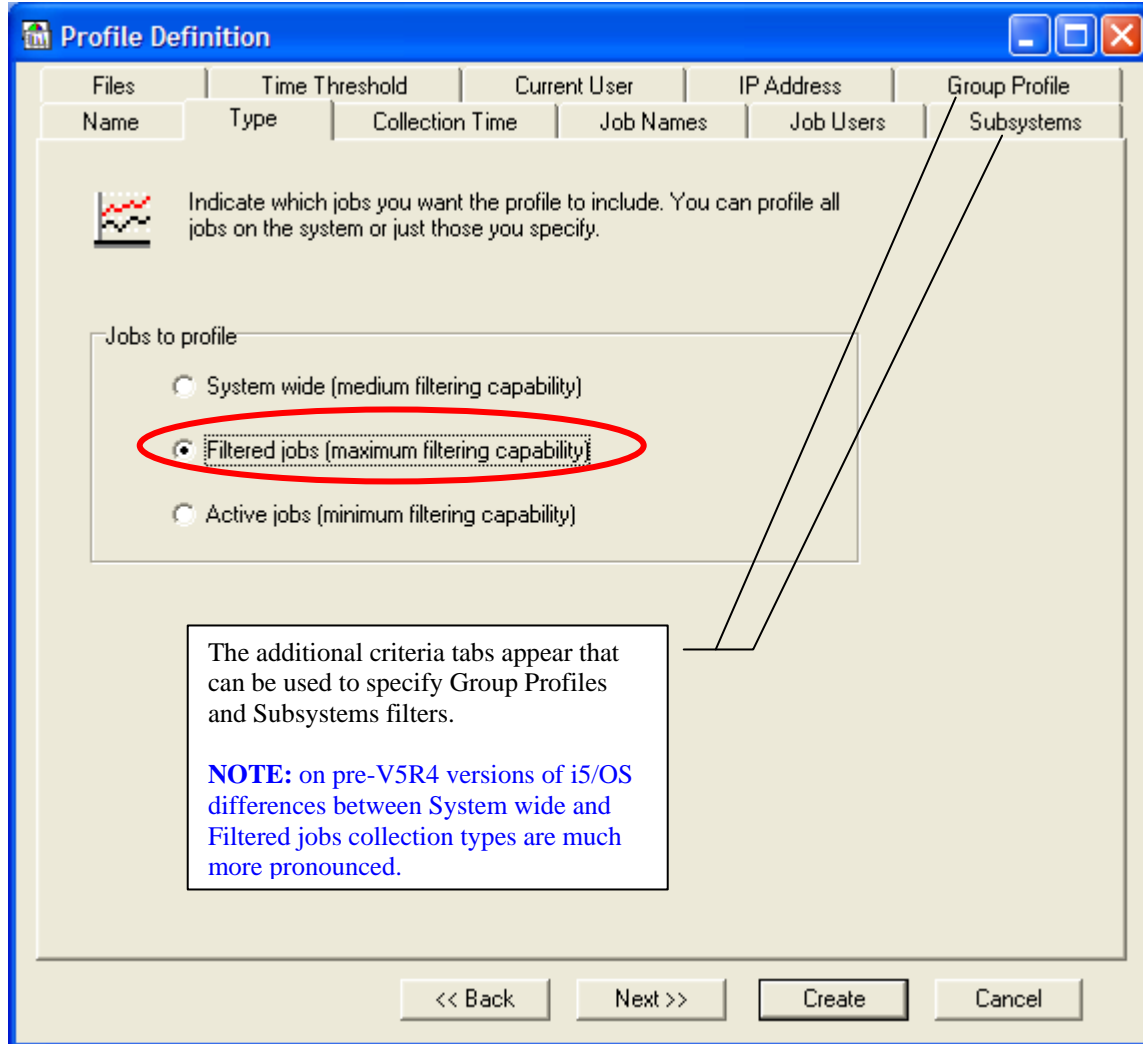 Profile Definition
Files Time Threshold Current User IP Address Group Profile
Name Type Collection Time Job Names Job Users Subsystems
Indicate which jobs you want the profile to include. You can profile all
jobs on the system or just those you specify.
Jobs to profile
System wide (medium filtering capability)
Filtered jobs (maximum filtering capability)
Active jobs (minimum filtering capability)
The additional criteria tabs appear that
can be used to specify Group Profiles
and Subsystems filters.
NOTE: on pre-V5R4 versions of i5/OS
differences between System wide and
Filtered jobs collection types are much
more pronounced.
<< Back Next >> Create Cancel